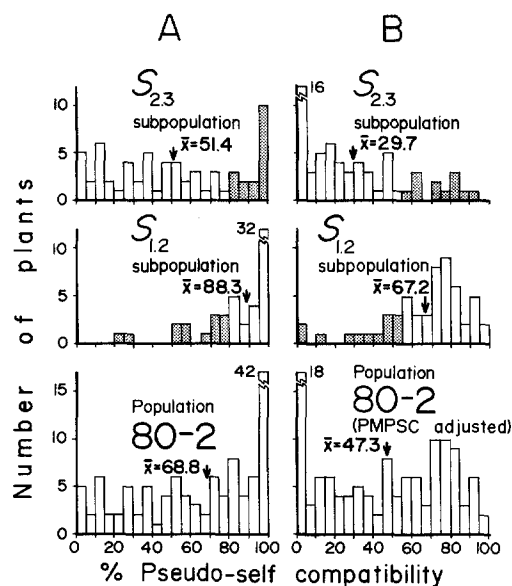 A
B
Number of plants
10
5
0
S2.3
subpopulation
x̄=51.4
16
S2.3
subpopulation
x̄=29.7
10
5
0
S1.2
32
subpopulation
x̄=88.3
S1.2
subpopulation
x̄=67.2
15
10
5
0
42
Population
80-2
x̄=68.8
18
Population
80-2
(PMPSC adjusted)
x̄=47.3
0 20 40 60 80 100
0 20 40 60 80 100
% Pseudo-self compatibility